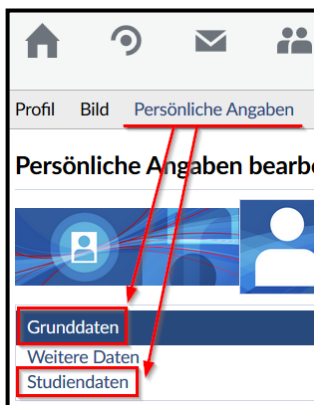 Profil Bild Persönliche Angaben
Persönliche Angaben bearbe
Grunddaten
Weitere Daten
Studiendaten